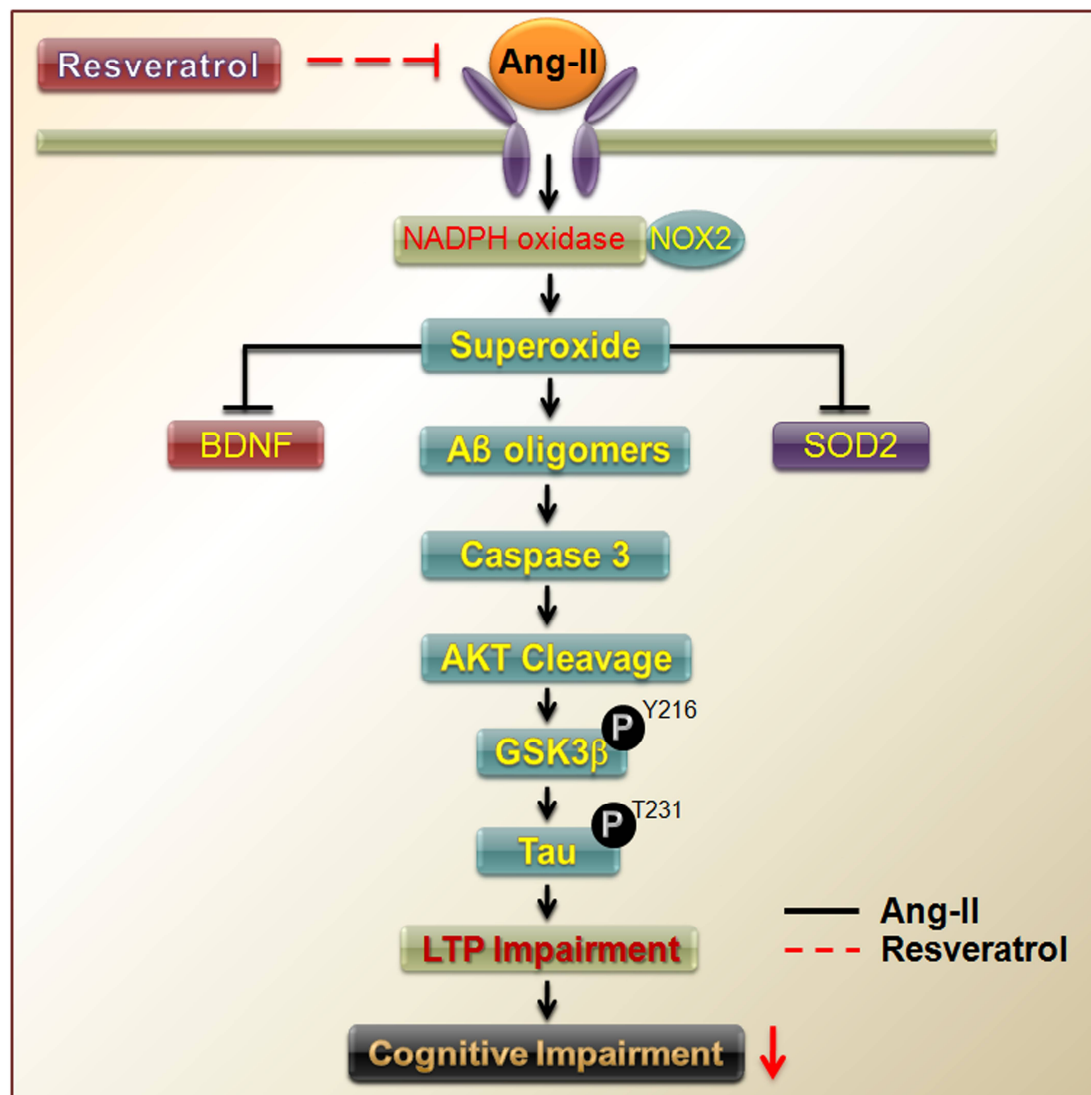 Resveratrol
Ang-II
NADPH oxidase
NOX2
Superoxide
BDNF
Aß oligomers
SOD2
Caspase 3
AKT Cleavage
P
Y216
GSK3β
P
T231
Tau
LTP Impairment
Ang-II
Resveratrol
Cognitive Impairment